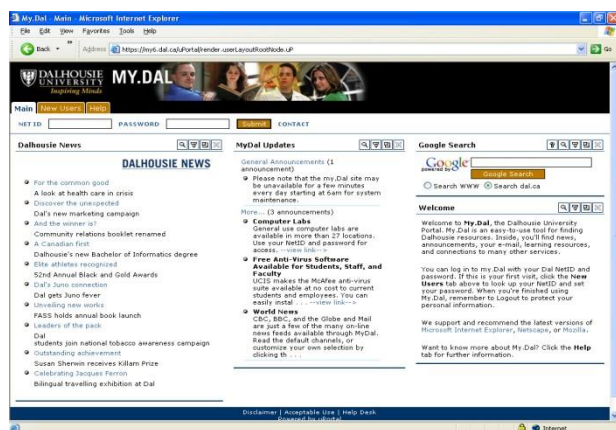 My.Dal - Main - Microsoft Internet Explorer
File Edit View Favorites Tools Help
Back
Address https://my6.dal.ca/uPortal/render.userLayoutRootNode.uP
Go
DALHOUSIE
UNIVERSITY
Inspiring Minds
MY.DAL
Main New Users Help
NET ID PASSWORD Submit CONTACT
Dalhousie News
DALHOUSIE NEWS
For the common good
A look at health care in crisis
Discover the unexpected
Dal's new marketing campaign
And the winner is?
Community relations booklet renamed
A Canadian first
Dalhousie's new Bachelor of Informatics degree
Elite athletes recognized
52nd Annual Black and Gold Awards
Dal's Juno connection
Dal gets Juno fever
Unveiling new works
FASS holds annual book launch
Leaders of the pack
Dal
students join national tobacco awareness campaign
Outstanding achievement
Susan Sherwin receives Killam Prize
Celebrating Jacques Ferron
Bilingual travelling exhibition at Dal
MyDal Updates
General Announcements (1
announcement)
Please note that the my.Dal site may
be unavailable for a few minutes
every day starting at 6am for system
maintenance.
More... (3 announcements)
Computer Labs
General use computer labs are
available in more than 27 locations.
Use your NetID and password for
access. --view link-->
Free Anti-Virus Software
Available for Students, Staff, and
Faculty
UCIS makes the McAfee anti-virus
suite available at no cost to current
students and employees. You can
easily instal . . . --view link-->
World News
CBC, BBC, and the Globe and Mail
are just a few of the many on-line
news feeds available through MyDal.
Read the default channels, or
customize your own selection by
clicking th . . .
Google Search
Google
powered by
Google Search
Search WWW Search dal.ca
Welcome
Welcome to My.Dal, the Dalhousie University
Portal. My.Dal is an easy-to-use tool for finding
Dalhousie resources. Inside, you'll find news,
announcements, your e-mail, learning resources,
and connections to many other services.
You can log in to my.Dal with your Dal NetID and
password. If this is your first visit, click the New
Users tab above to look up your NetID and set
your password. When you're finished using
My.Dal, remember to Logout to protect your
personal information.
We support and recommend the latest versions of
Microsoft Internet Explorer, Netscape, or Mozilla.
Want to know more about My.Dal? Click the Help
tab for further information.
Disclaimer | Acceptable Use | Help Desk
Powered by uPortal
Internet